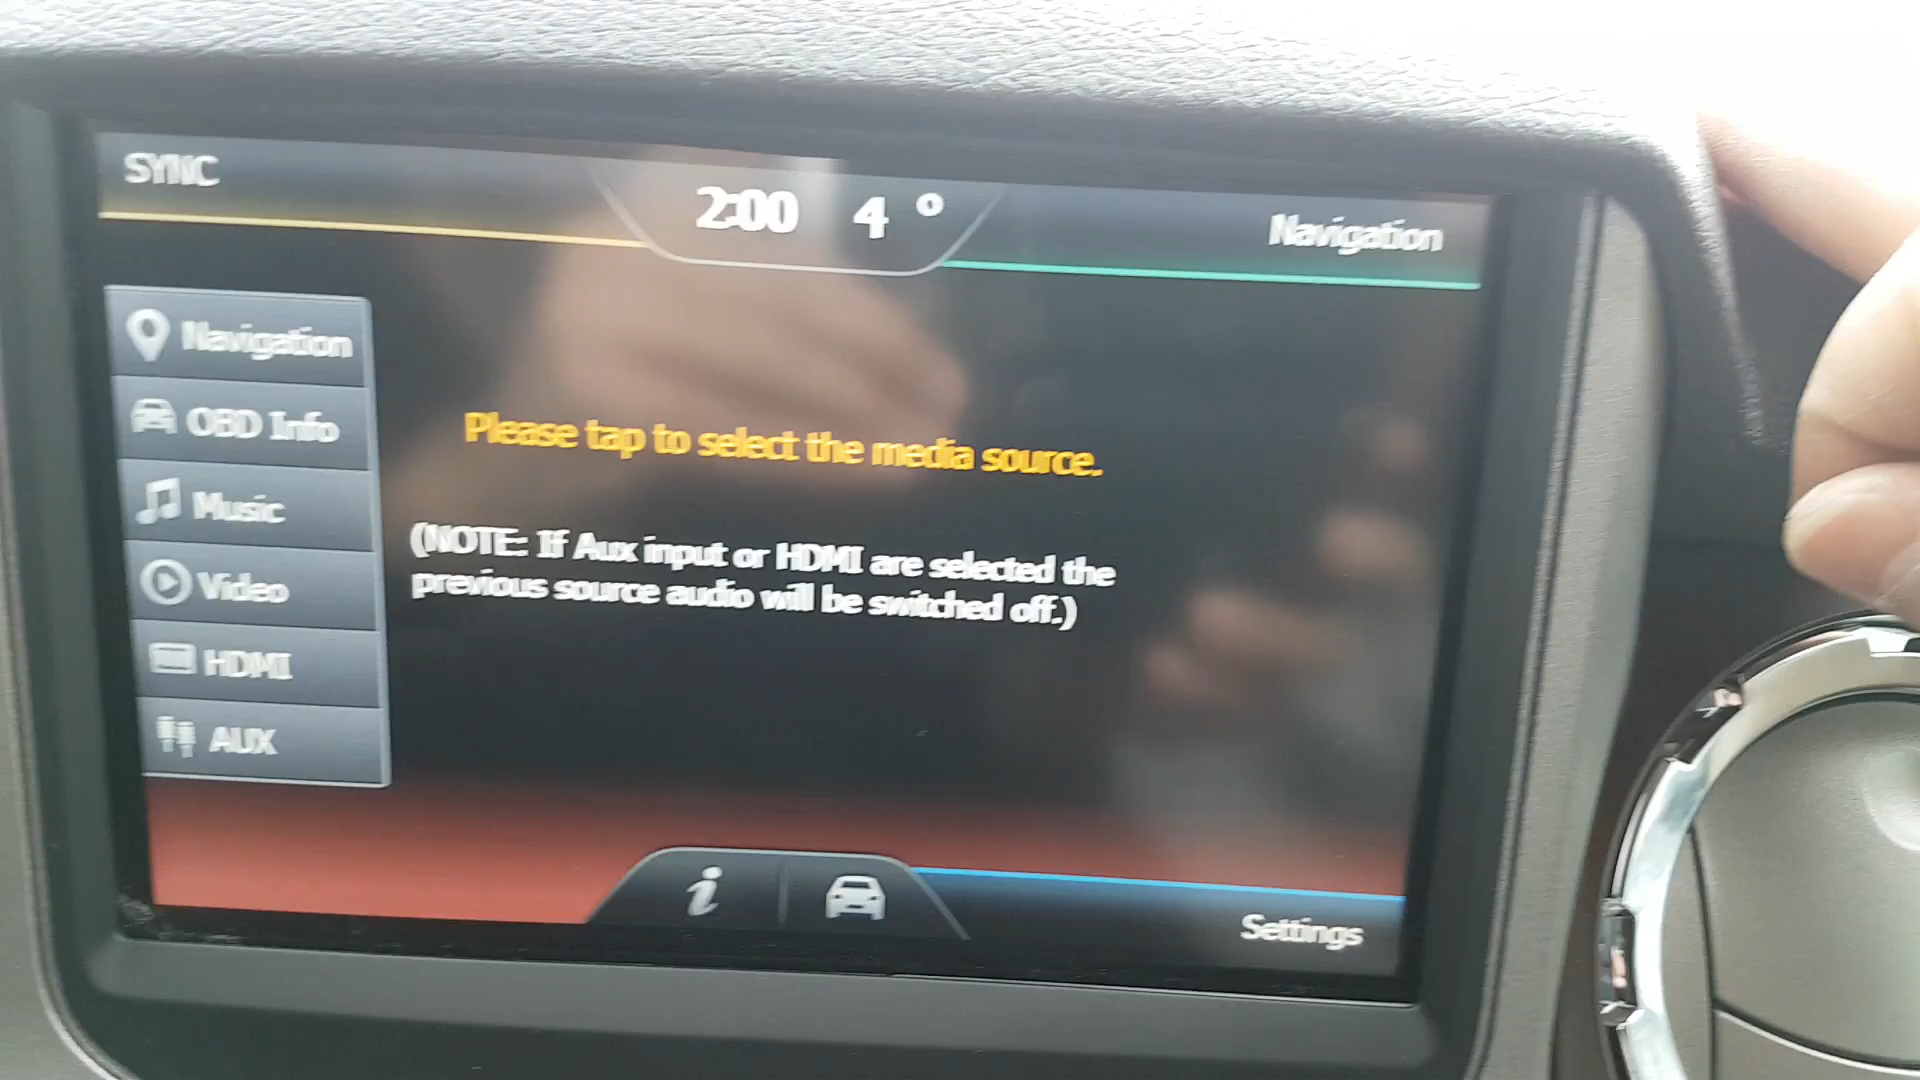 SYNC
2:00 4 °
Navigation
Navigation
OBD Info
Music
Video
HDMI
AUX
Please tap to select the media source.
(NOTE: If Aux input or HDMI are selected the
previous source audio will be switched off.)
i
Settings